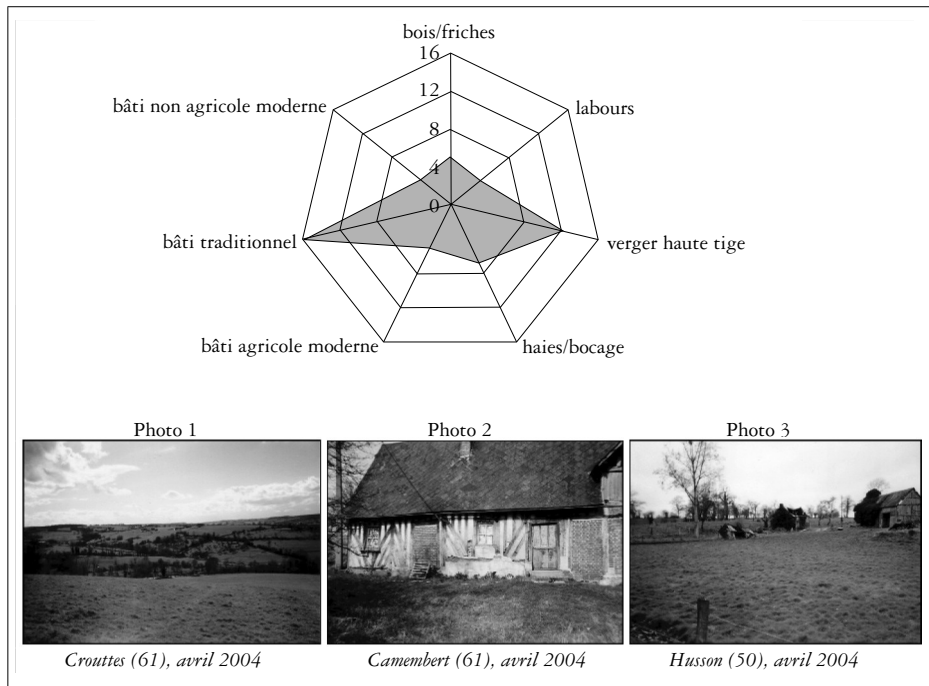 bois/friches
16
bâti non agricole moderne
12
labours
8
4
0
bâti traditionnel
verger haute tige
bâti agricole moderne
haies/bocage
Photo 1
Photo 2
Photo 3
Crouttes (61), avril 2004
Camembert (61), avril 2004
Husson (50), avril 2004